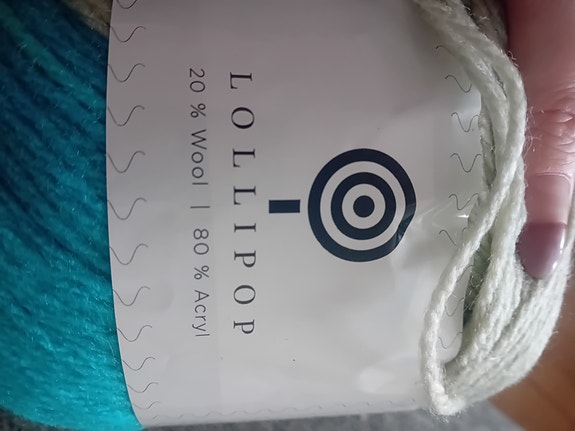 LOLLIPOP
20 % Wool | 80 % Acryl